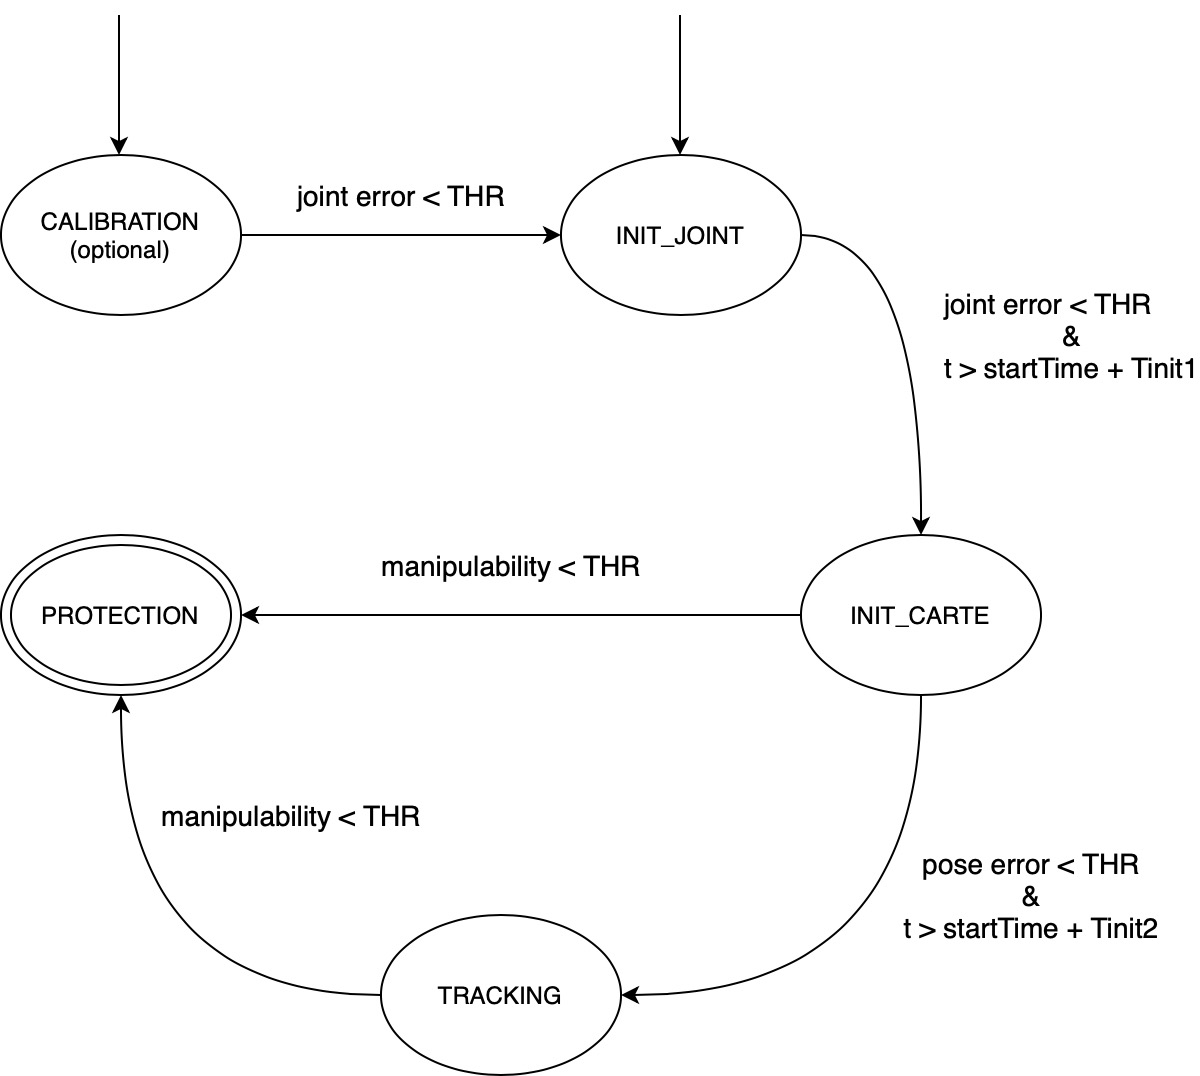 CALIBRATION
(optional)
joint error < THR
INIT_JOINT
joint error < THR
&
t > startTime + Tinit1
PROTECTION
manipulability < THR
INIT_CARTE
manipulability < THR
pose error < THR
&
t > startTime + Tinit2
TRACKING